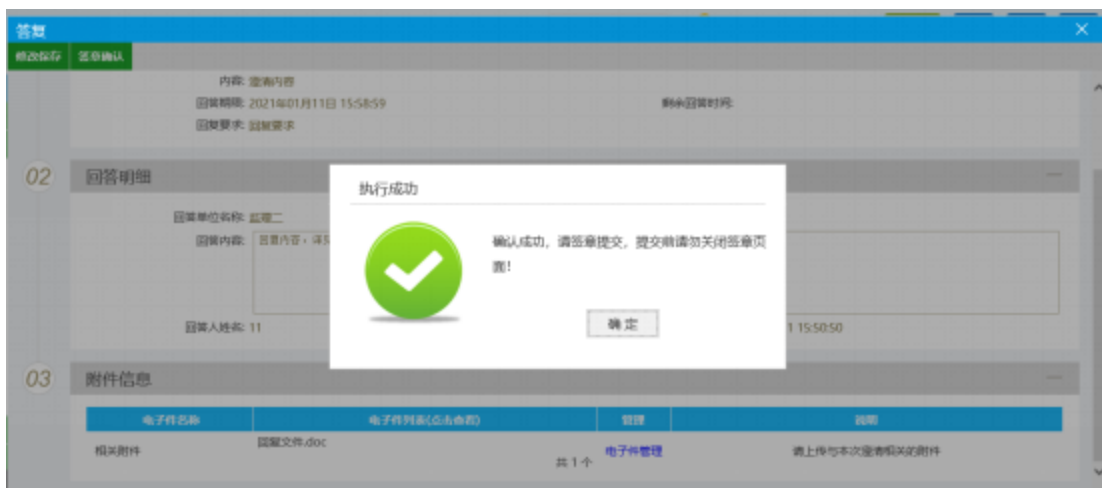 答复
修改保存 签章确认
内容: 澄清内容
回答期限: 2021年01月11日 15:58:59 剩余回答时间:
回复要求: 回复要求
02 回答明细
执行成功
回答单位名称: 监理二
回答内容: 答复内容,详见
确认成功，请签章提交，提交前请勿关闭签章页
面!
确定
回答人姓名: 11 1 15:50:50
03 附件信息
电子件名称 电子件列表(点击查看) 管理 说明
相关附件 回复文件.doc 共 1 个 电子件管理 请上传与本次澄清相关的附件